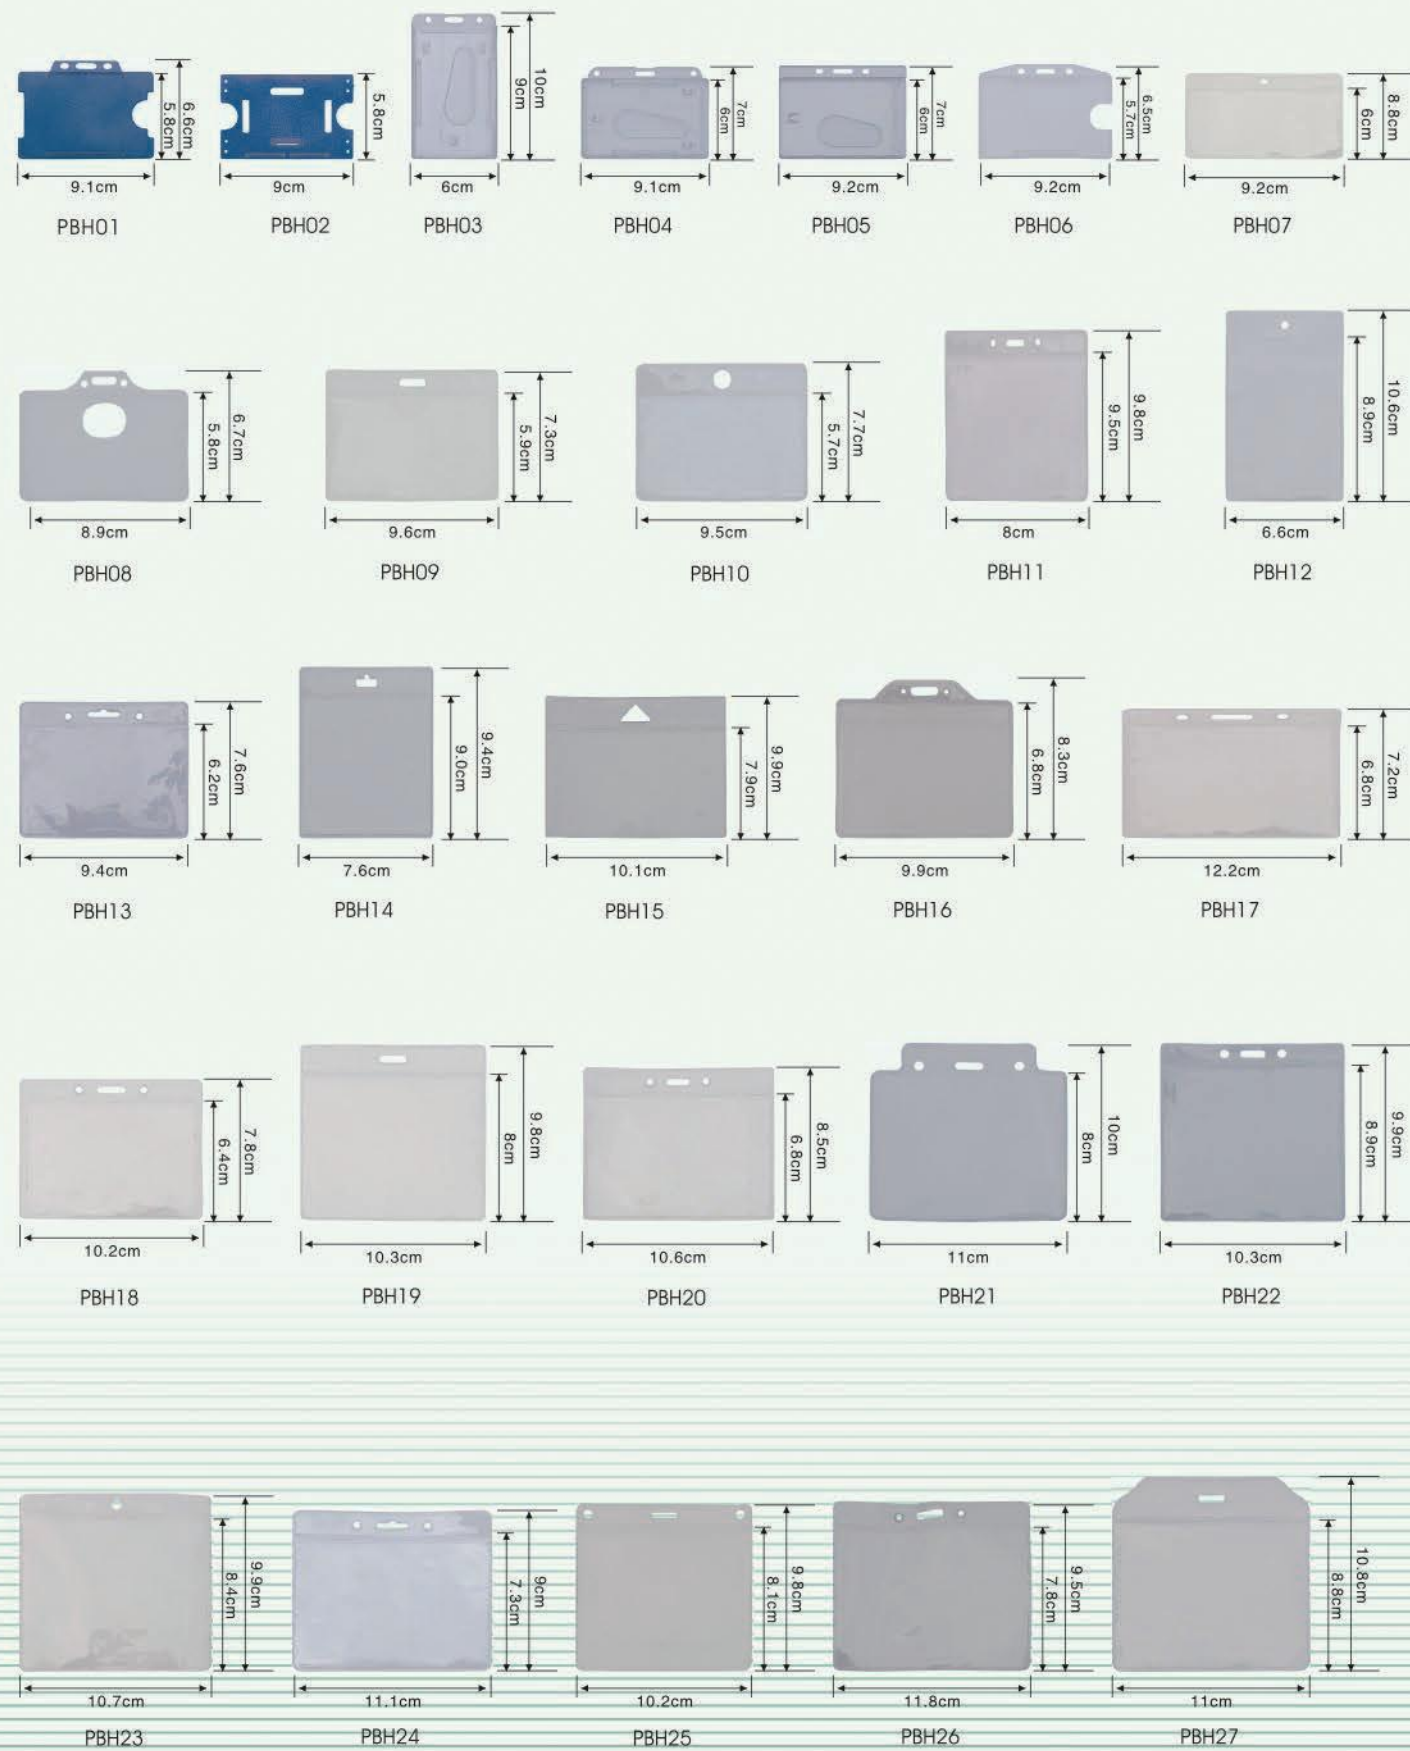 5.8cm 6.6cm 5.8cm 9cm 10cm 6cm 7cm 6cm 7cm 5.7cm 6.5cm 6cm 8.8cm
9.1cm 9cm 6cm 9.1cm 9.2cm 9.2cm 9.2cm
PBH01 PBH02 PBH03 PBH04 PBH05 PBH06 PBH07
5.8cm 6.7cm 5.9cm 7.3cm 5.7cm 7.7cm 9.5cm 9.8cm 8.9cm 10.6cm
8.9cm 9.6cm 9.5cm 8cm 6.6cm
PBH08 PBH09 PBH10 PBH11 PBH12
6.2cm 7.6cm 9.0cm 9.4cm 7.9cm 9.9cm 6.8cm 8.3cm 6.8cm 7.2cm
9.4cm 7.6cm 10.1cm 9.9cm 12.2cm
PBH13 PBH14 PBH15 PBH16 PBH17
6.4cm 7.8cm 8cm 9.8cm 6.8cm 8.5cm 8cm 10cm 8.9cm 9.9cm
10.2cm 10.3cm 10.6cm 11cm 10.3cm
PBH18 PBH19 PBH20 PBH21 PBH22
8.4cm 9.9cm 7.3cm 9cm 8.1cm 9.8cm 7.8cm 9.5cm 8.8cm 10.8cm
10.7cm 11.1cm 10.2cm 11.8cm 11cm
PBH23 PBH24 PBH25 PBH26 PBH27